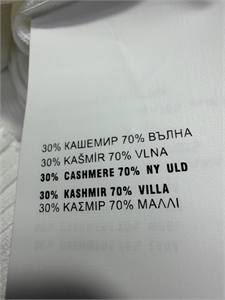 30% КАШЕМИР 70% ВЪЛНА
30% KAŠMÍR 70% VLNA
30% CASHMERE 70% NY ULD
30% KASHMIR 70% VILLA
30% ΚΑΣΜΙΡ 70% ΜΑΛΛΙ